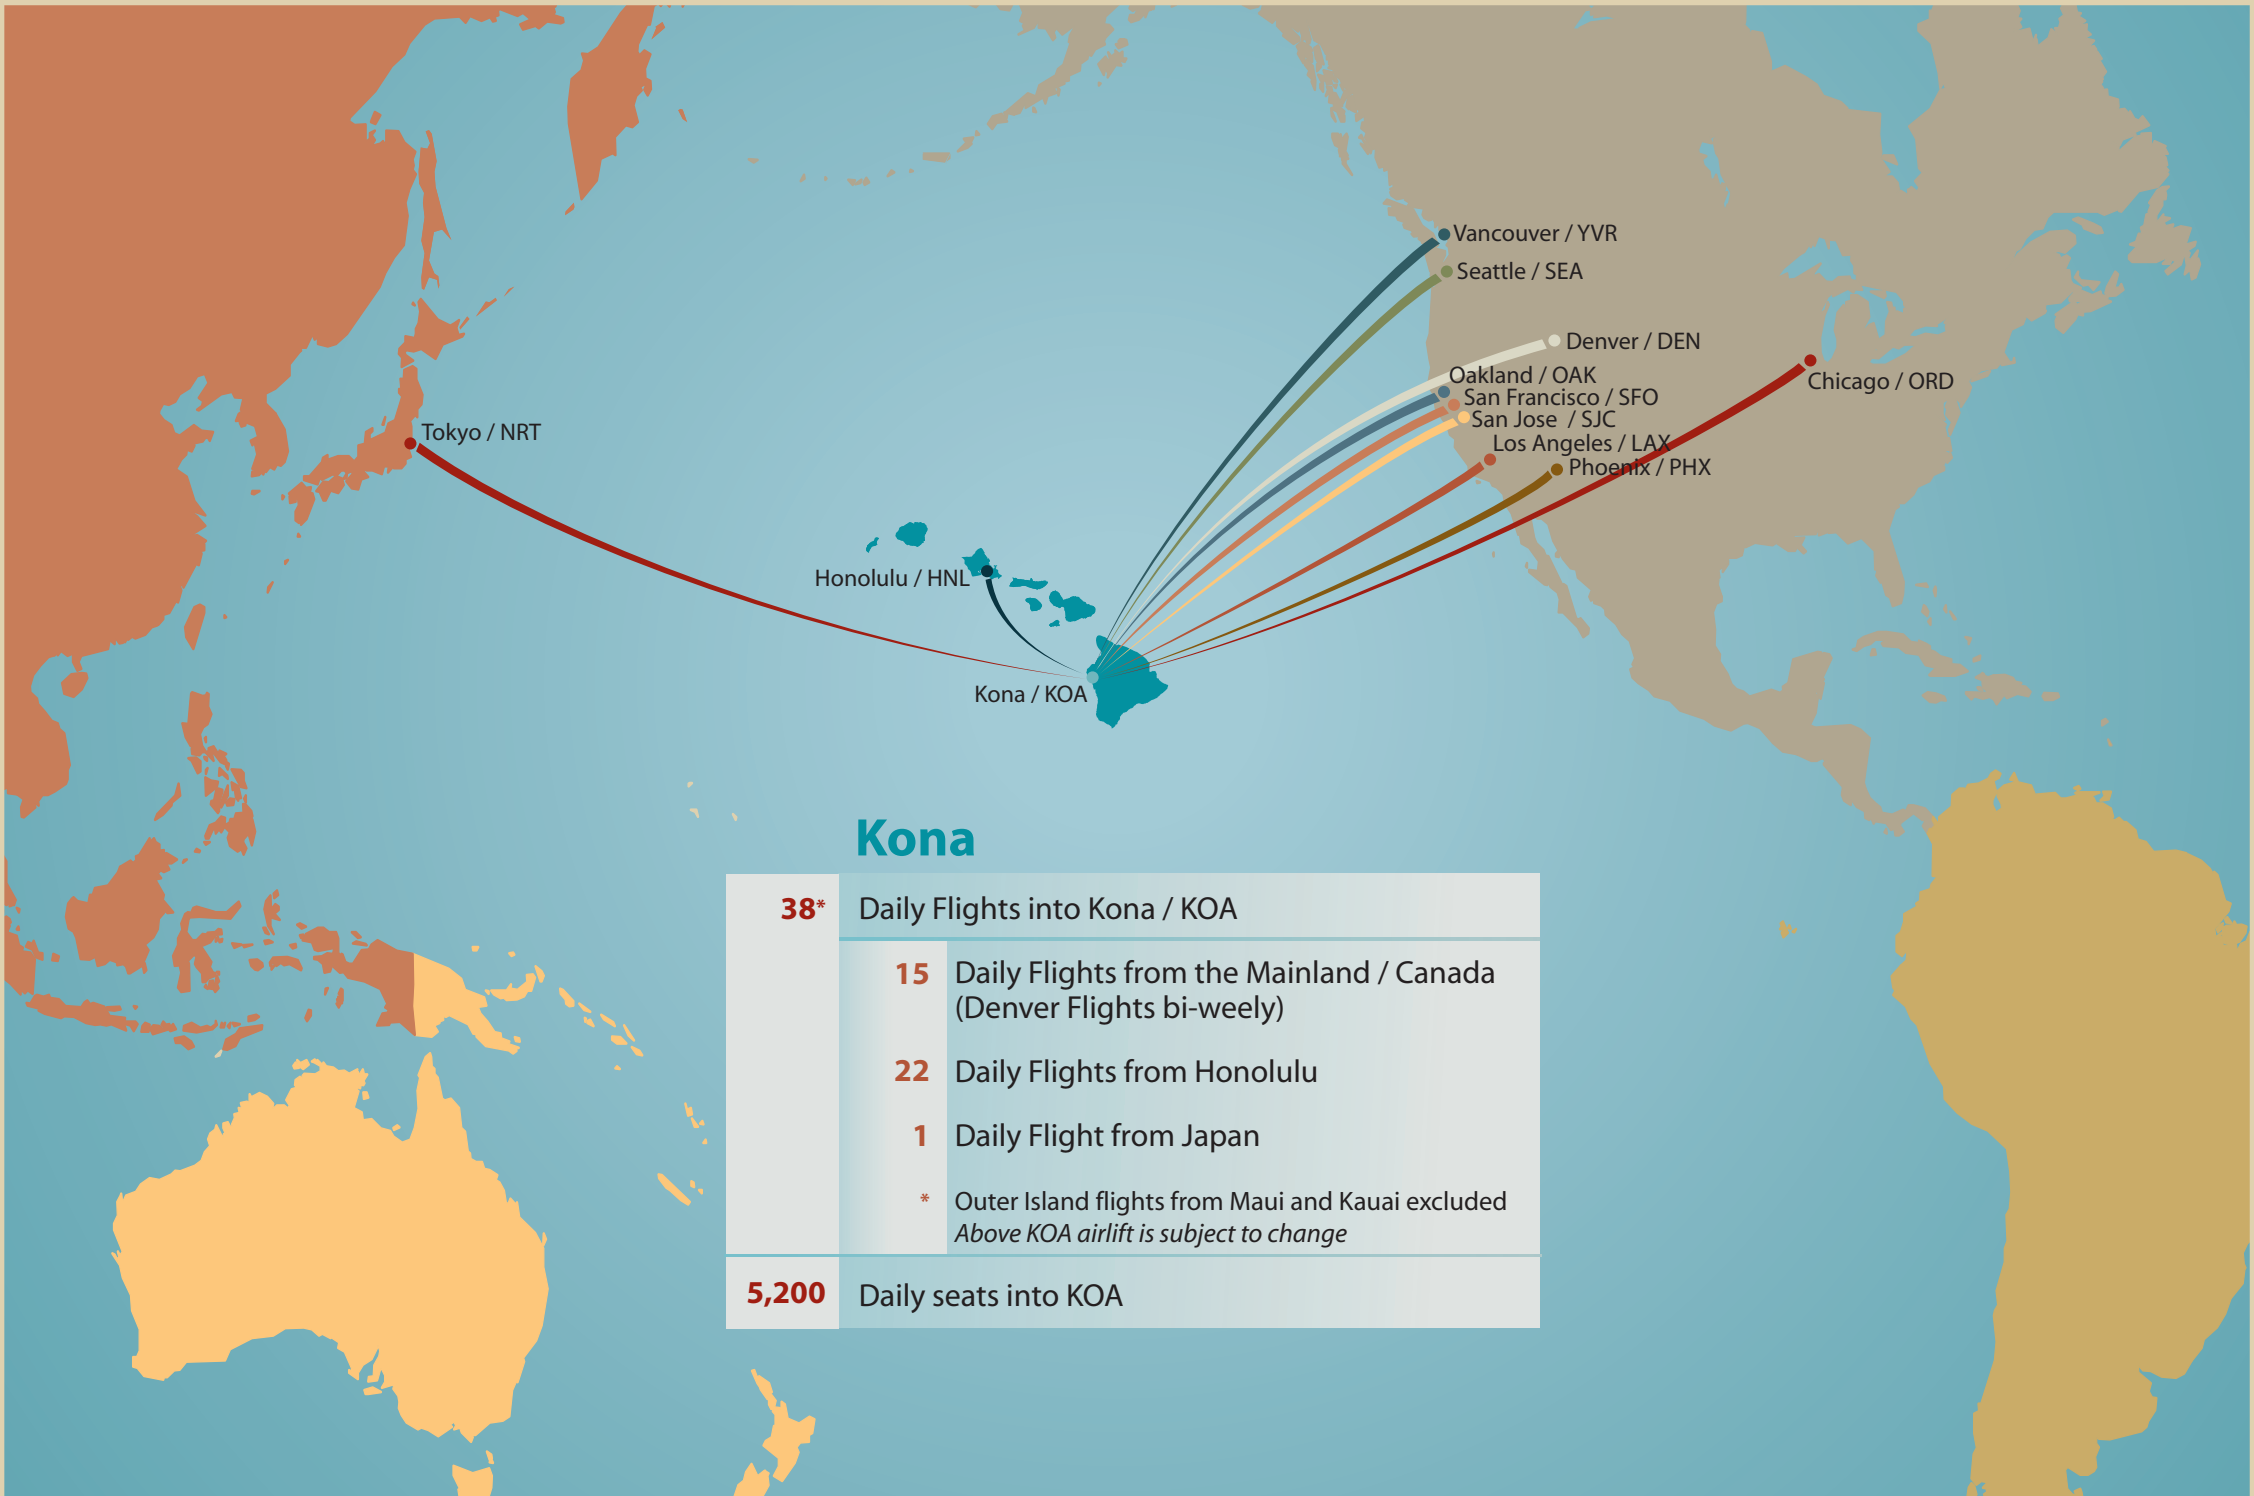 Vancouver / YVR
Seattle / SEA
Denver / DEN
Oakland / OAK
Chicago / ORD
San Francisco / SFO
San Jose / SJC
Tokyo / NRT
Los Angeles / LAX
Phoenix / PHX
Honolulu / HNL
Kona / KOA
Kona
38* Daily Flights into Kona / KOA
15 Daily Flights from the Mainland / Canada
(Denver Flights bi-weely)
22 Daily Flights from Honolulu
1 Daily Flight from Japan
* Outer Island flights from Maui and Kauai excluded
Above KOA airlift is subject to change
5,200 Daily seats into KOA